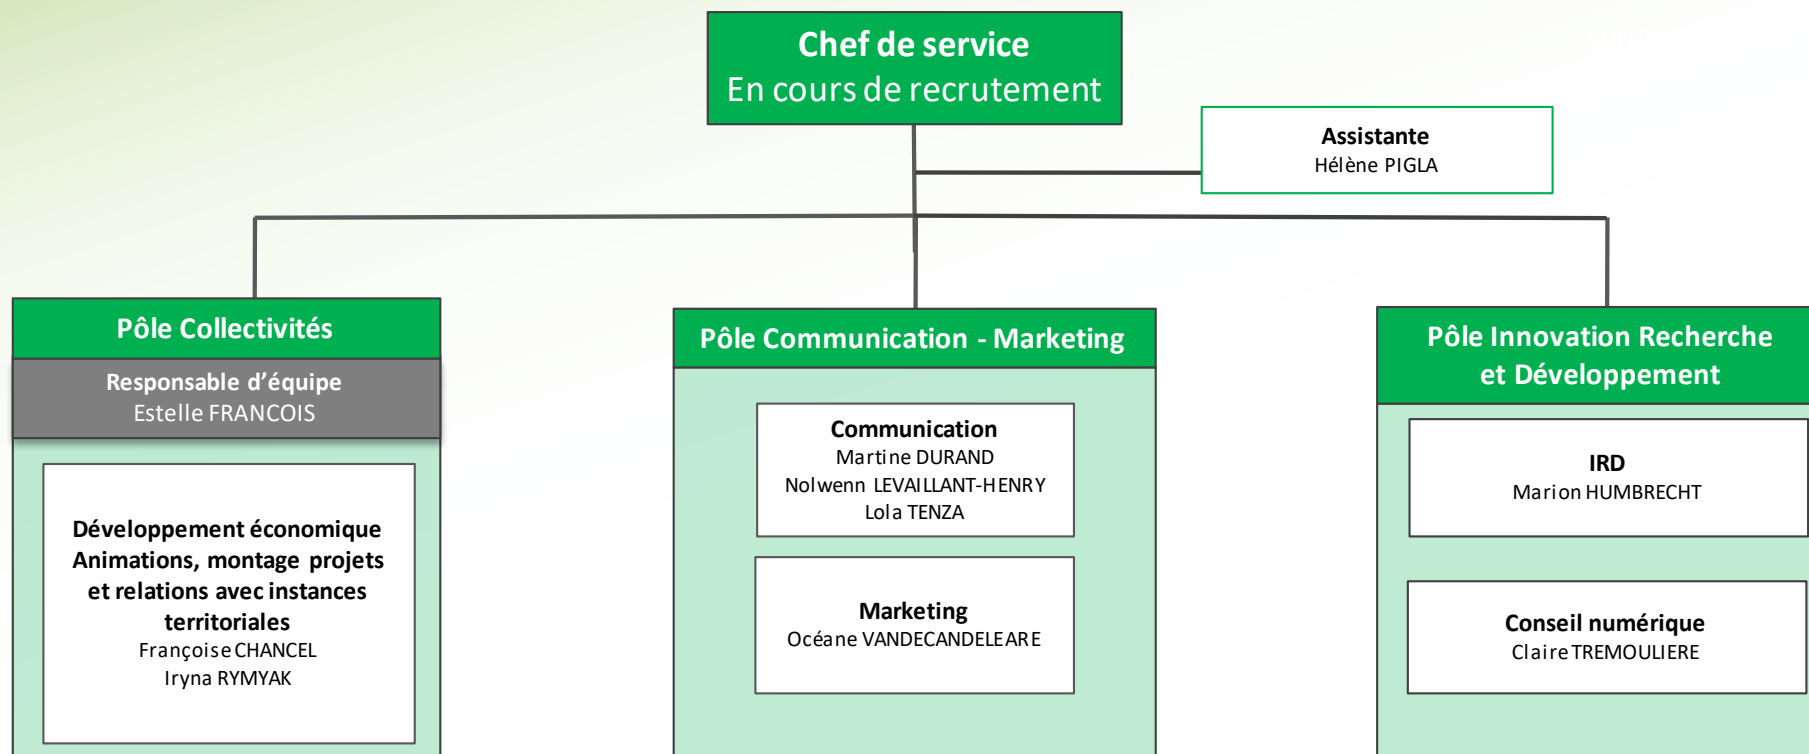 Chef de service
En cours de recrutement
Assistante
Hélène PIGLA
Pôle Collectivités
Responsable d’équipe
Estelle FRANCOIS
Développement économique
Animations, montage projets
et relations avec instances
territoriales
Françoise CHANCEL
Iryna RYMYAK
Pôle Communication - Marketing
Communication
Martine DURAND
Nolwenn LEVAILLANT-HENRY
Lola TENZA
Marketing
Océane VANDECANDELEARE
Pôle Innovation Recherche
et Développement
IRD
Marion HUMBRECHT
Conseil numérique
Claire TREMOULIERE